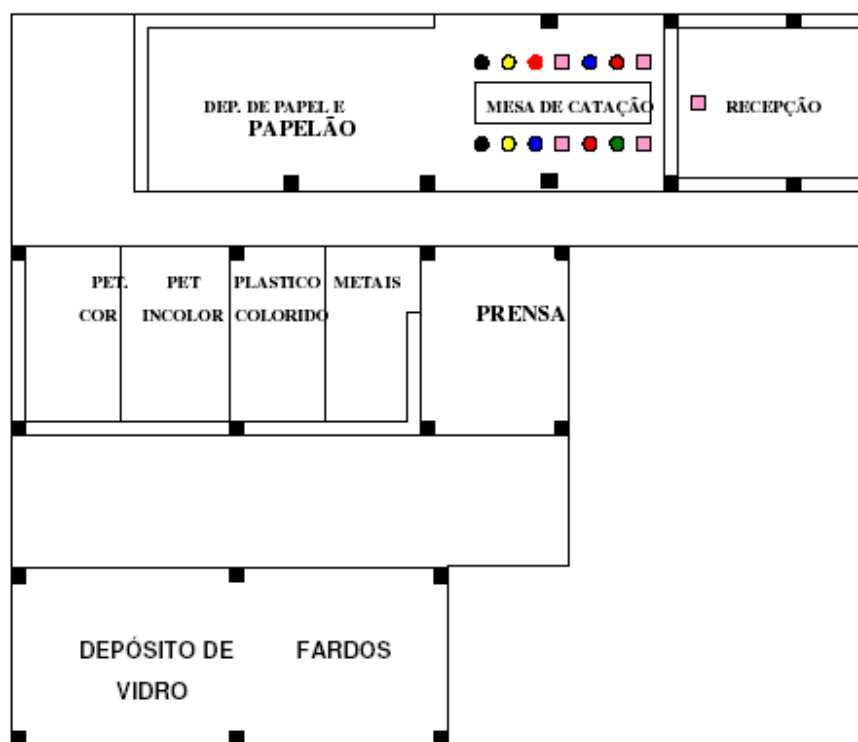 DEP. DE PAPEL E
PAPELÃO
MESA DE CATAÇÃO
RECEPÇÃO
PET.
COR
PET
INCOLOR
PLASTICO
COLORIDO
METAIS
PRENSA
DEPÓSITO DE
VIDRO
FARDOS